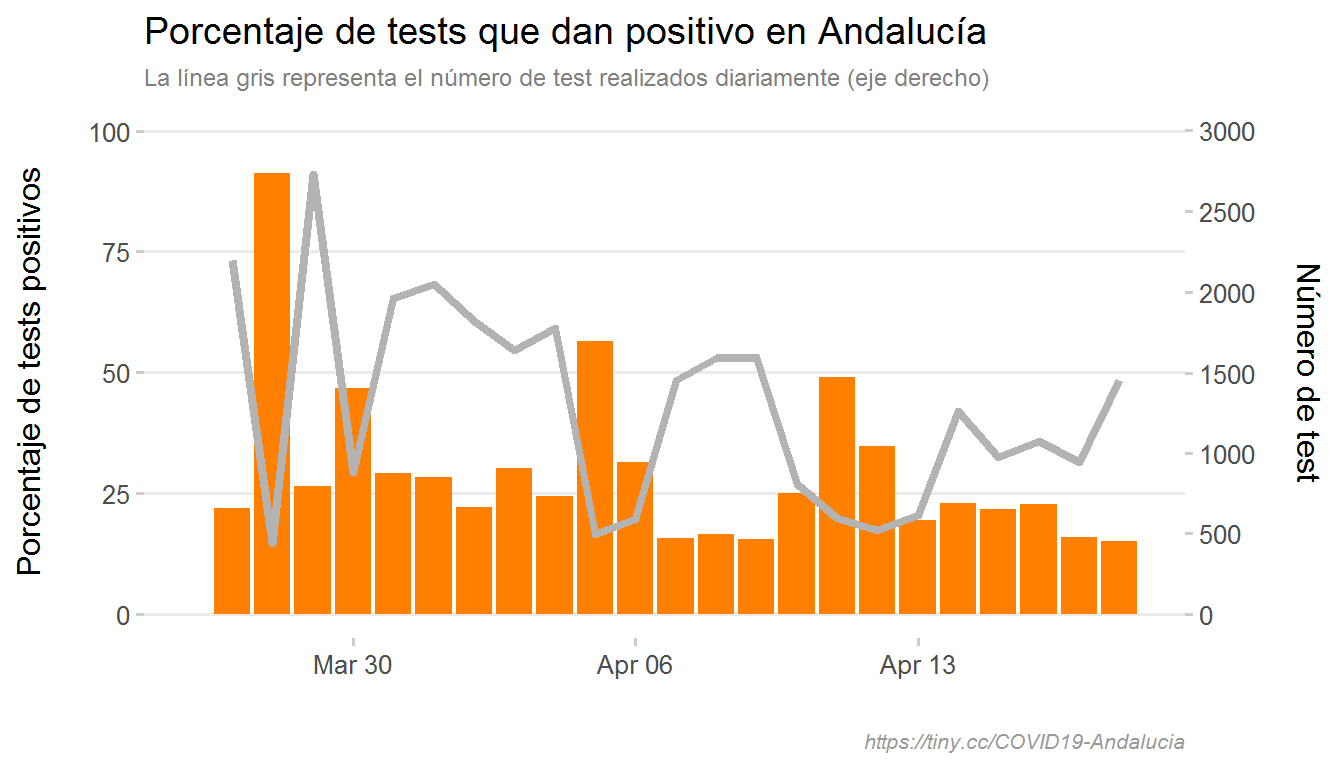 Porcentaje de tests que dan positivo en Andalucía
La línea gris representa el número de test realizados diariamente (eje derecho)
Porcentaje de tests positivos
100
75
50
25
0
3000
2500
2000
1500
1000
500
0
Número de test
Mar 30
Apr 06
Apr 13
https://tiny.cc/COVID19-Andalucia